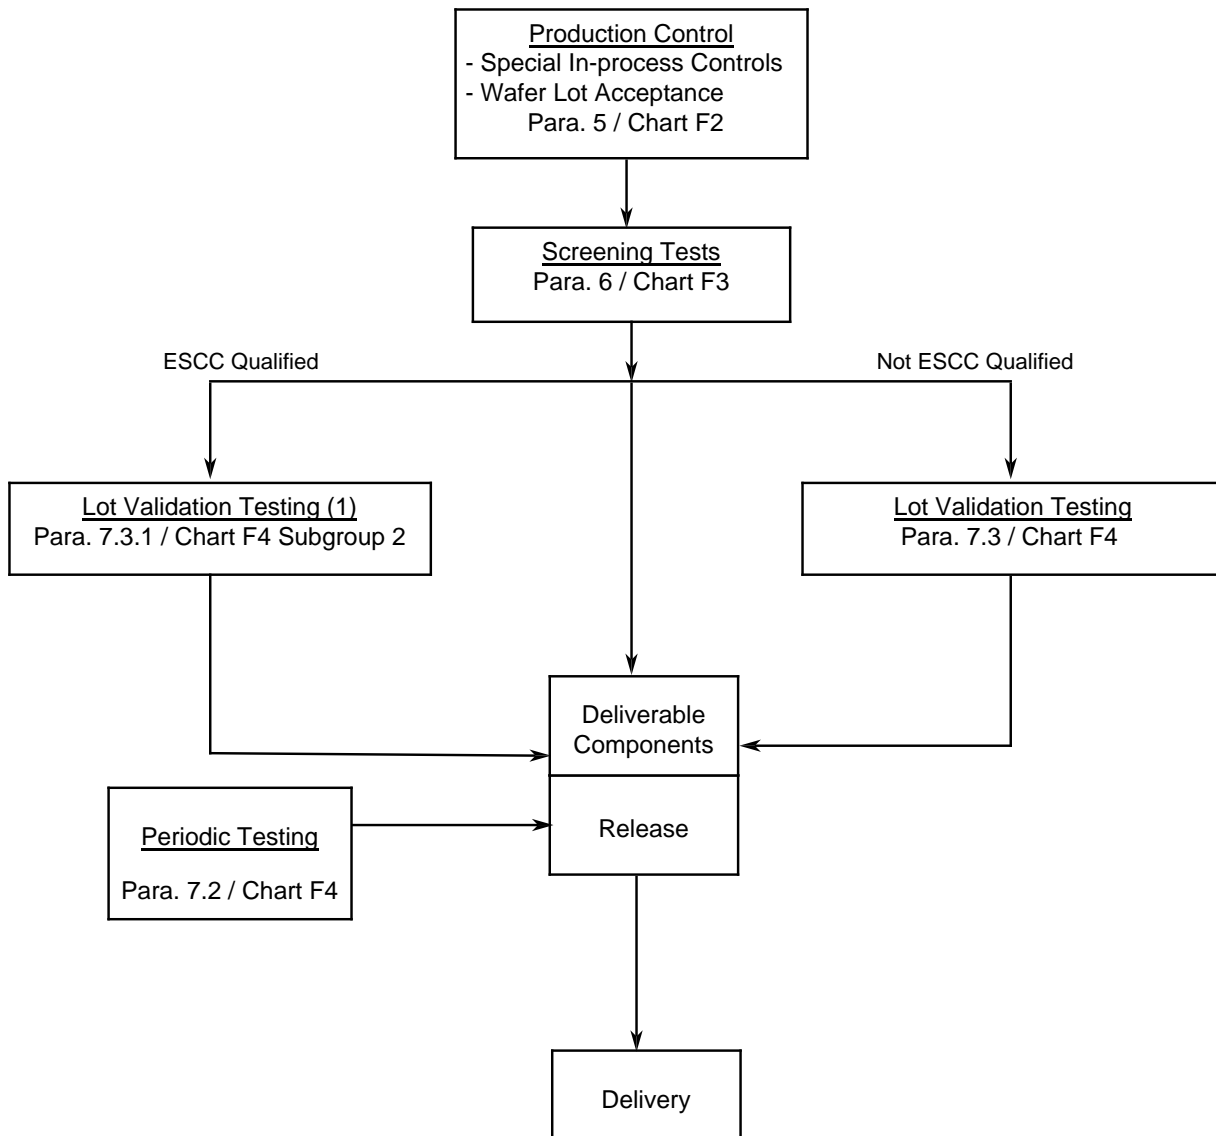 Production Control
- Special In-process Controls
- Wafer Lot Acceptance
Para. 5 / Chart F2
Screening Tests
Para. 6 / Chart F3
ESCC Qualified
Not ESCC Qualified
Lot Validation Testing (1)
Para. 7.3.1 / Chart F4 Subgroup 2
Lot Validation Testing
Para. 7.3 / Chart F4
Deliverable
Components
Release
Periodic Testing
Para. 7.2 / Chart F4
Delivery